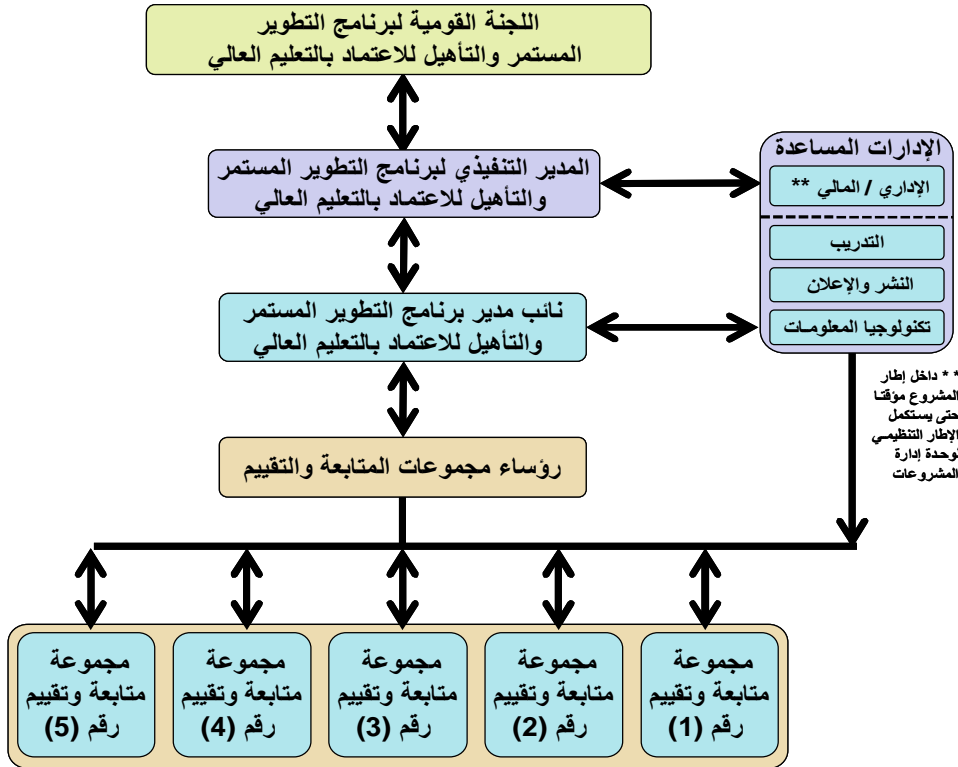 اللجنة القومية لبرنامج التطوير
المستمر والتأهيل للاعتماد بالتعليم العالي
المدير التنفيذي لبرنامج التطوير المستمر
والتأهيل للاعتماد بالتعليم العالي
الإدارات المساعدة
الإداري / المالي **
التدريب
النشر والإعلان
تكنولوجيا المعلومـات
نائب مدير برنامج التطوير المستمر
والتأهيل للاعتماد بالتعليم العالي
* * داخل إطار
المشروع مؤقتـا
حتى يستكمل
الإطار التنظيمـي
لوحدة إدارة
المشروعات
رؤساء مجموعات المتابعة والتقييم
مجموعة
متابعة وتقييم
رقم (1)
مجموعة
متابعة وتقييم
رقم (2)
مجموعة
متابعة وتقييم
رقم (3)
مجموعة
متابعة وتقييم
رقم (4)
مجموعة
متابعة وتقييم
رقم (5)